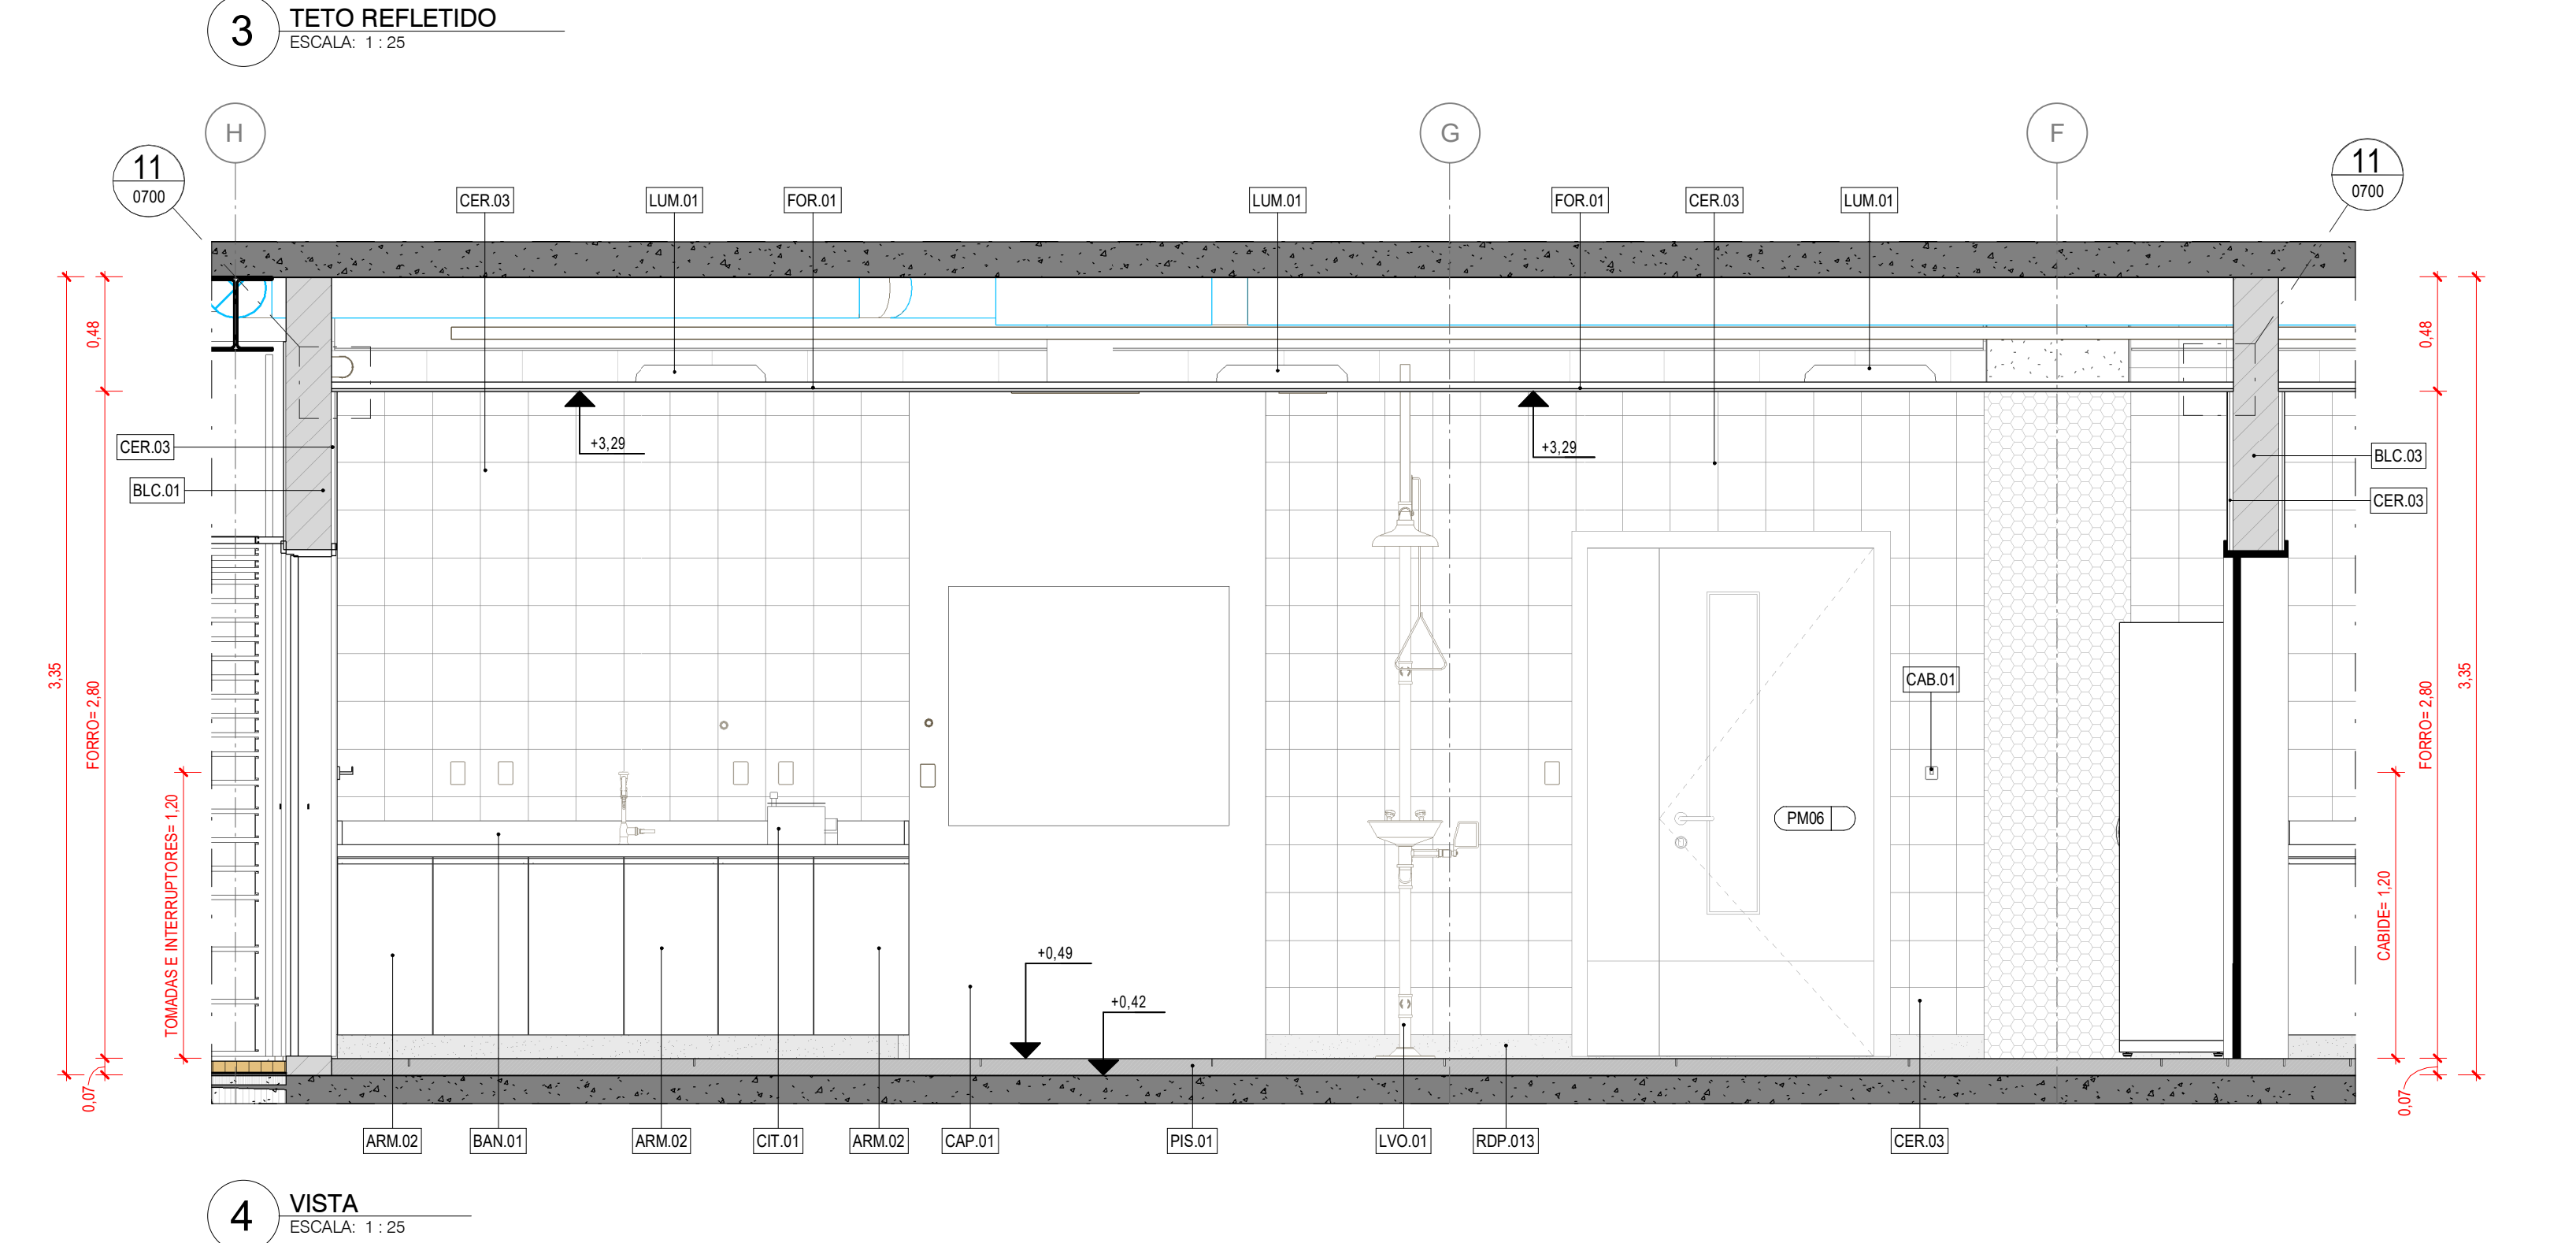 3
TETO REFLETIDO
ESCALA: 1 : 25
H
G
F
11
0700
11
0700
CER.03
LUM.01
FOR.01
LUM.01
FOR.01
CER.03
LUM.01
0,48
0,48
+3,29
+3,29
CER.03
BLC.01
BLC.03
CER.03
3,35
FORRO= 2,80
TOMADAS E INTERRUPTORES= 1,20
CAB.01
PM06
CABIDE= 1,20
FORRO= 2,80
3,35
+0,49
+0,42
0,07
0,07
ARM.02
BAN.01
ARM.02
CIT.01
ARM.02
CAP.01
PIS.01
LVO.01
RDP.013
CER.03
4
VISTA
ESCALA: 1 : 25